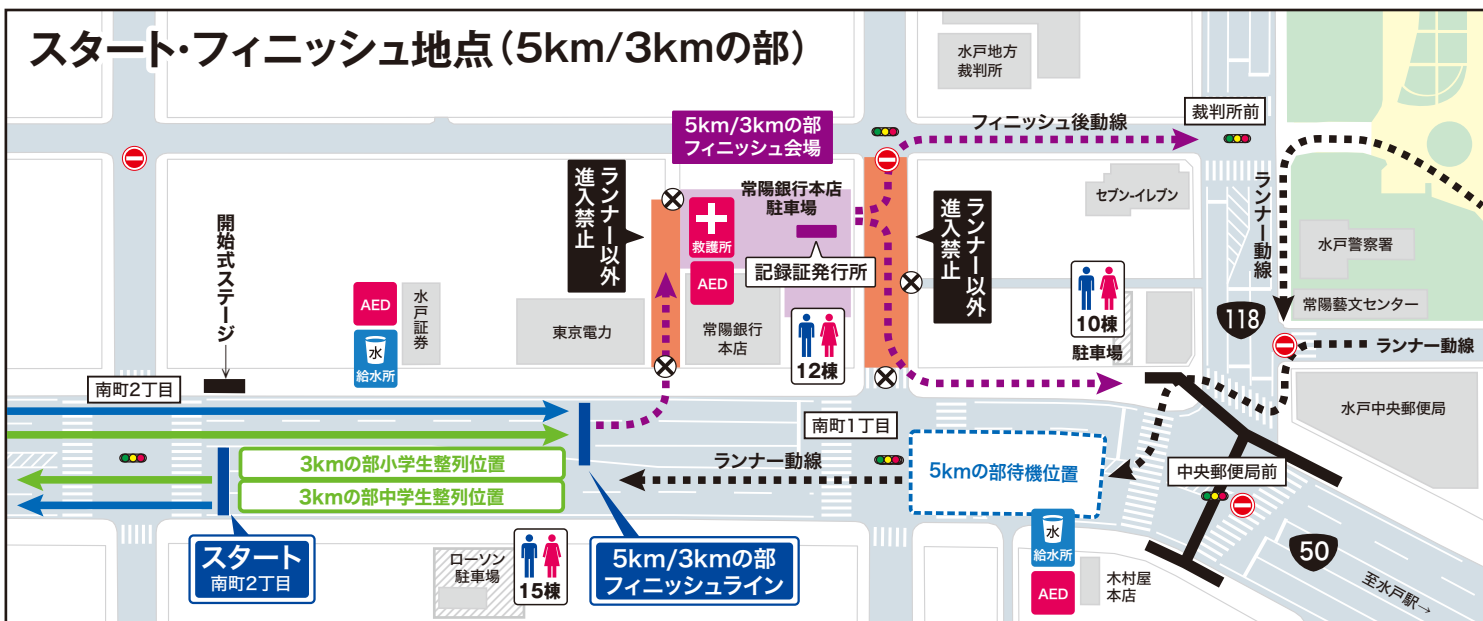 スタート・フィニッシュ地点（5km/3kmの部）
水戸地方
裁判所
裁判所前
フィニッシュ後動線
5km/3kmの部
フィニッシュ会場
ランナー以外
進入禁止
常陽銀行本店
駐車場
救護所
記録証発行所
AED
常陽銀行
本店
12棟
ランナー以外
進入禁止
セブン-イレブン
ランナー動線
水戸警察署
常陽藝文センター
118
ランナー動線
10棟
駐車場
水戸中央郵便局
開始式ステージ
AED
水
給水所
水戸証券
東京電力
南町2丁目
南町1丁目
3kmの部小学生整列位置
3kmの部中学生整列位置
ランナー動線
5kmの部待機位置
中央郵便局前
スタート
南町2丁目
ローソン
駐車場
15棟
5km/3kmの部
フィニッシュライン
水
給水所
AED
木村屋
本店
50
至水戸駅→